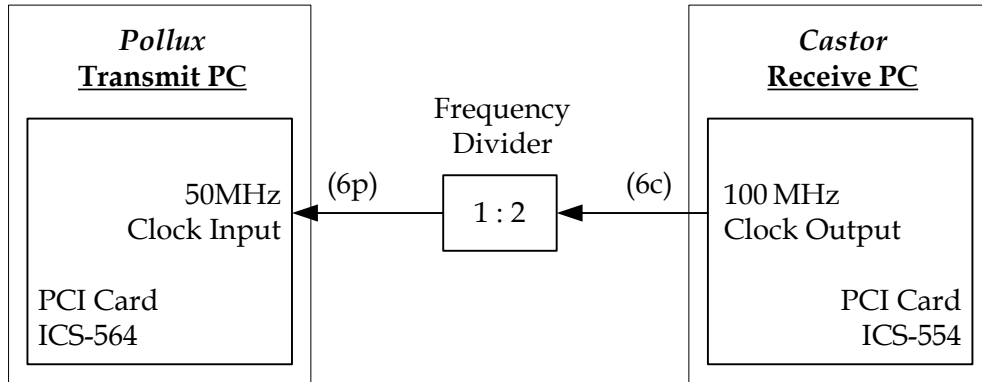 Pollux
Transmit PC
50MHz
Clock Input
PCI Card
ICS-564
(6p)
Frequency
Divider
1 : 2
(6c)
Castor
Receive PC
100 MHz
Clock Output
PCI Card
ICS-554